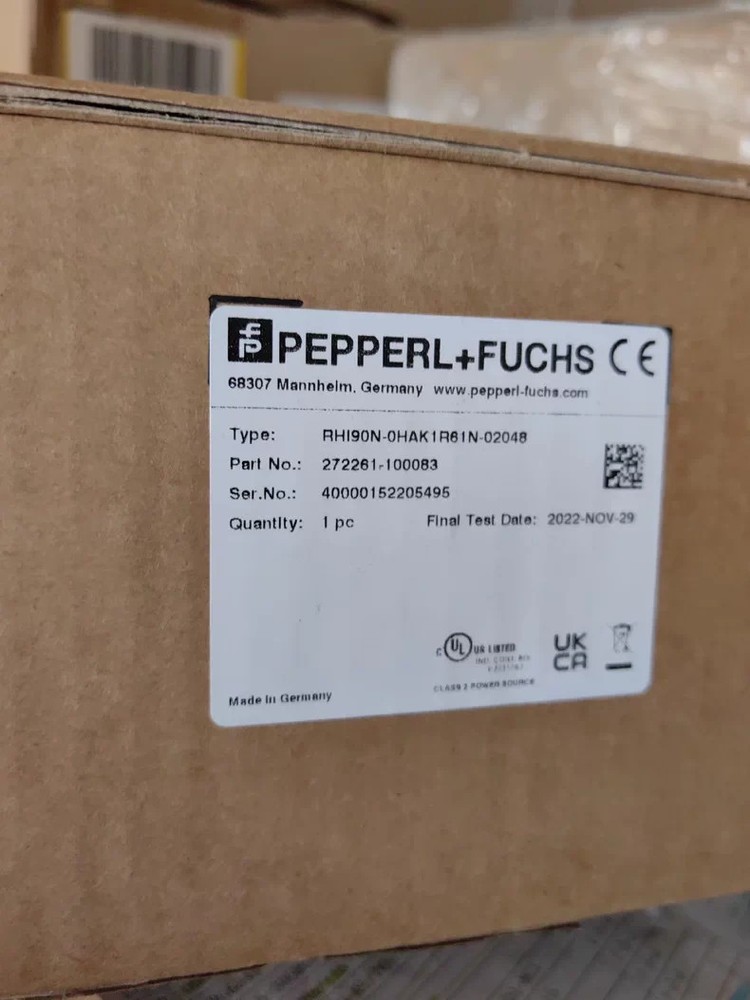 PEPPERL+FUCHS CE
68307 Mannheim, Germany www.pepperl-fuchs.com
Type: RHI90N-0HAK1R61N-02048
Part No.: 272261-100083
Ser.No.: 40000152205495
Quantity: 1 pc Final Test Date: 2022-NOV-29
c UL US LISTED
UK
CA
CLASS 2 POWER SOURCE
Made in Germany